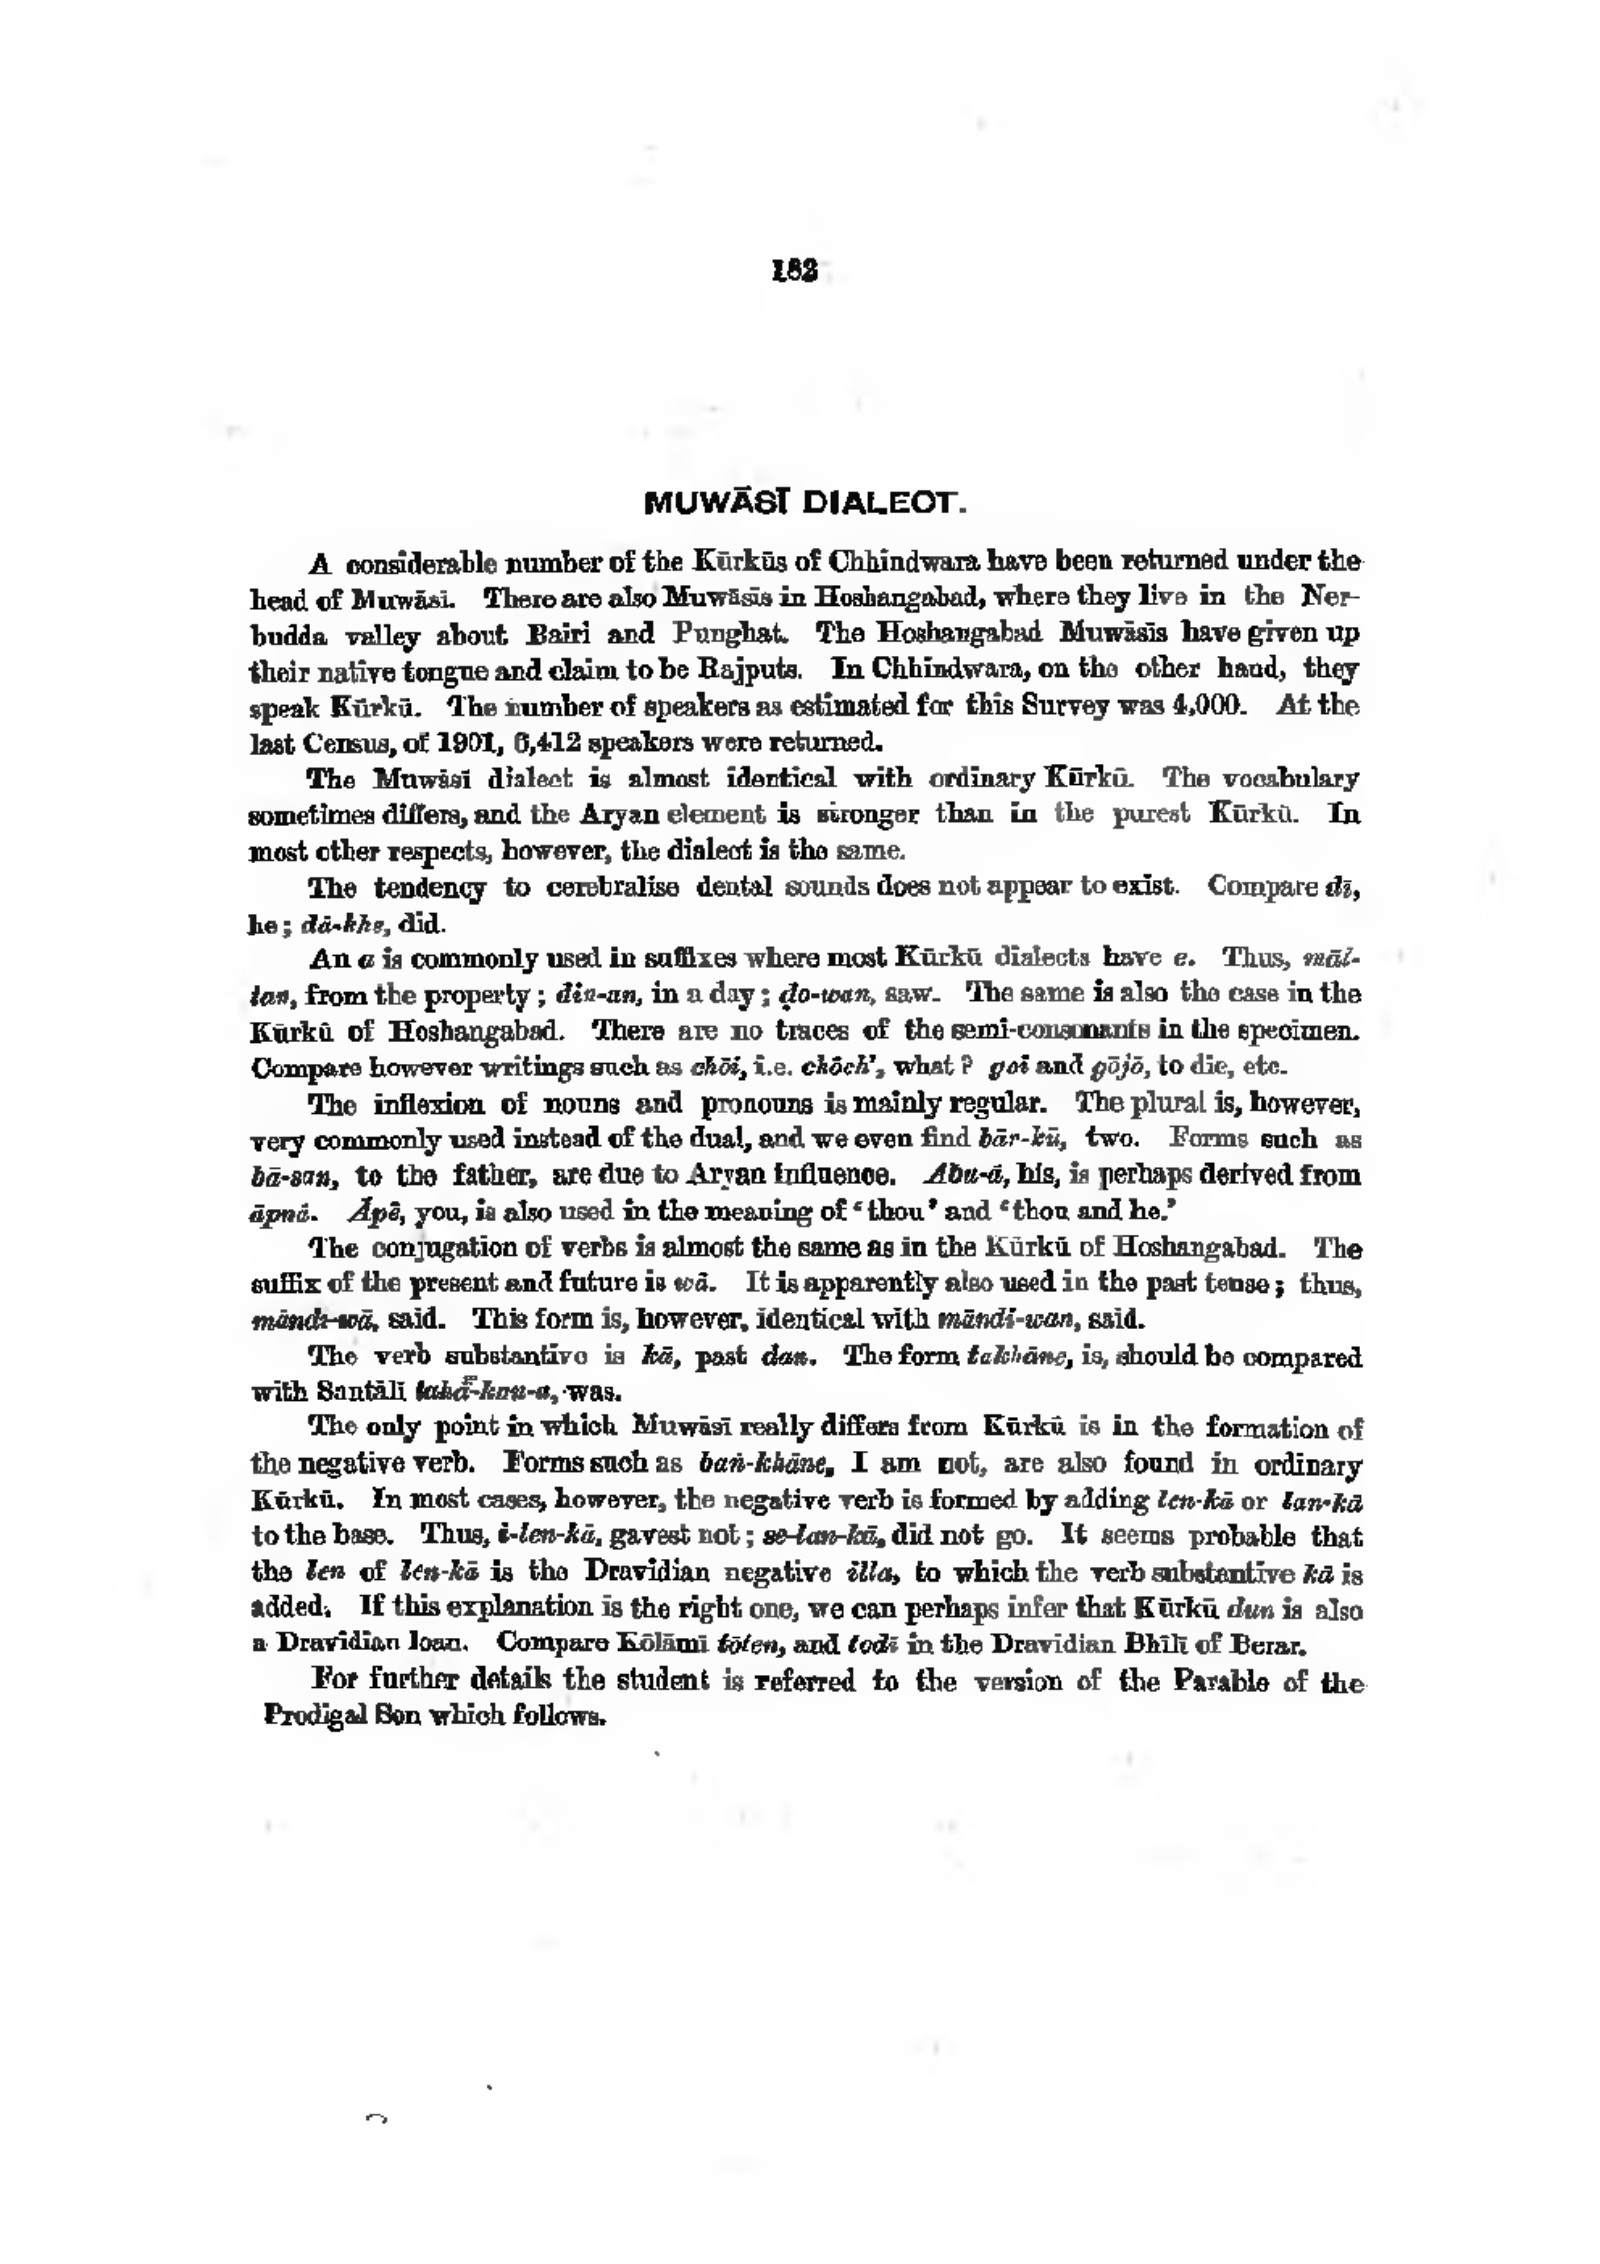 183
MUWĀSĪ DIALECT.
A considerable number of the Kūrkūs of Chhindwara have been returned under the
head of Muwāsī. There are also Muwāsīs in Hoshangabad, where they live in the Ner-
budda valley about Bairi and Punghat. The Hoshangabad Muwāsīs have given up
their native tongue and claim to be Rajputs. In Chhindwara, on the other hand, they
speak Kūrkū. The number of speakers as estimated for this Survey was 4,000. At the
last Census, of 1901, 6,412 speakers were returned.
The Muwāsī dialect is almost identical with ordinary Kūrkū. The vocabulary
sometimes differs, and the Aryan element is stronger than in the purest Kūrkū. In
most other respects, however, the dialect is the same.
The tendency to cerebralise dental sounds does not appear to exist. Compare dī,
he; dā-khe, did.
An a is commonly used in suffixes where most Kūrkū dialects have e. Thus, māl-
tan, from the property; din-an, in a day; ḍo-wan, saw. The same is also the case in the
Kūrkū of Hoshangabad. There are no traces of the semi-consonants in the specimen.
Compare however writings such as chōi, i.e. chōch', what? goi and gōjō, to die, etc.
The inflexion of nouns and pronouns is mainly regular. The plural is, however,
very commonly used instead of the dual, and we even find bār-kū, two. Forms such as
bā-san, to the father, are due to Aryan influence. Abu-ā, his, is perhaps derived from
āpnā. Āpē, you, is also used in the meaning of 'thou' and 'thou and he.'
The conjugation of verbs is almost the same as in the Kūrkū of Hoshangabad. The
suffix of the present and future is wā. It is apparently also used in the past tense; thus,
māndi-wā, said. This form is, however, identical with māndi-wan, said.
The verb substantive is kā, past dan. The form takhāne, is, should be compared
with Santālī was.
The only point in which Muwāsī really differs from Kūrkū is in the formation of
the negative verb. Forms such as baṅ-khāne, I am not, are also found in ordinary
Kūrkū. In most cases, however, the negative verb is formed by adding len-kā or lan-kā
to the base. Thus, i-len-kā, gavest not; se-lan-kā, did not go. It seems probable that
the len of len-kā is the Dravidian negative illa, to which the verb substantive kā is
added. If this explanation is the right one, we can perhaps infer that Kūrkū dun is also
a Dravidian loan. Compare Kōlāmī tōten, and todī in the Dravidian Bhīlī of Berar.
For further details the student is referred to the version of the Parable of the
Prodigal Son which follows.